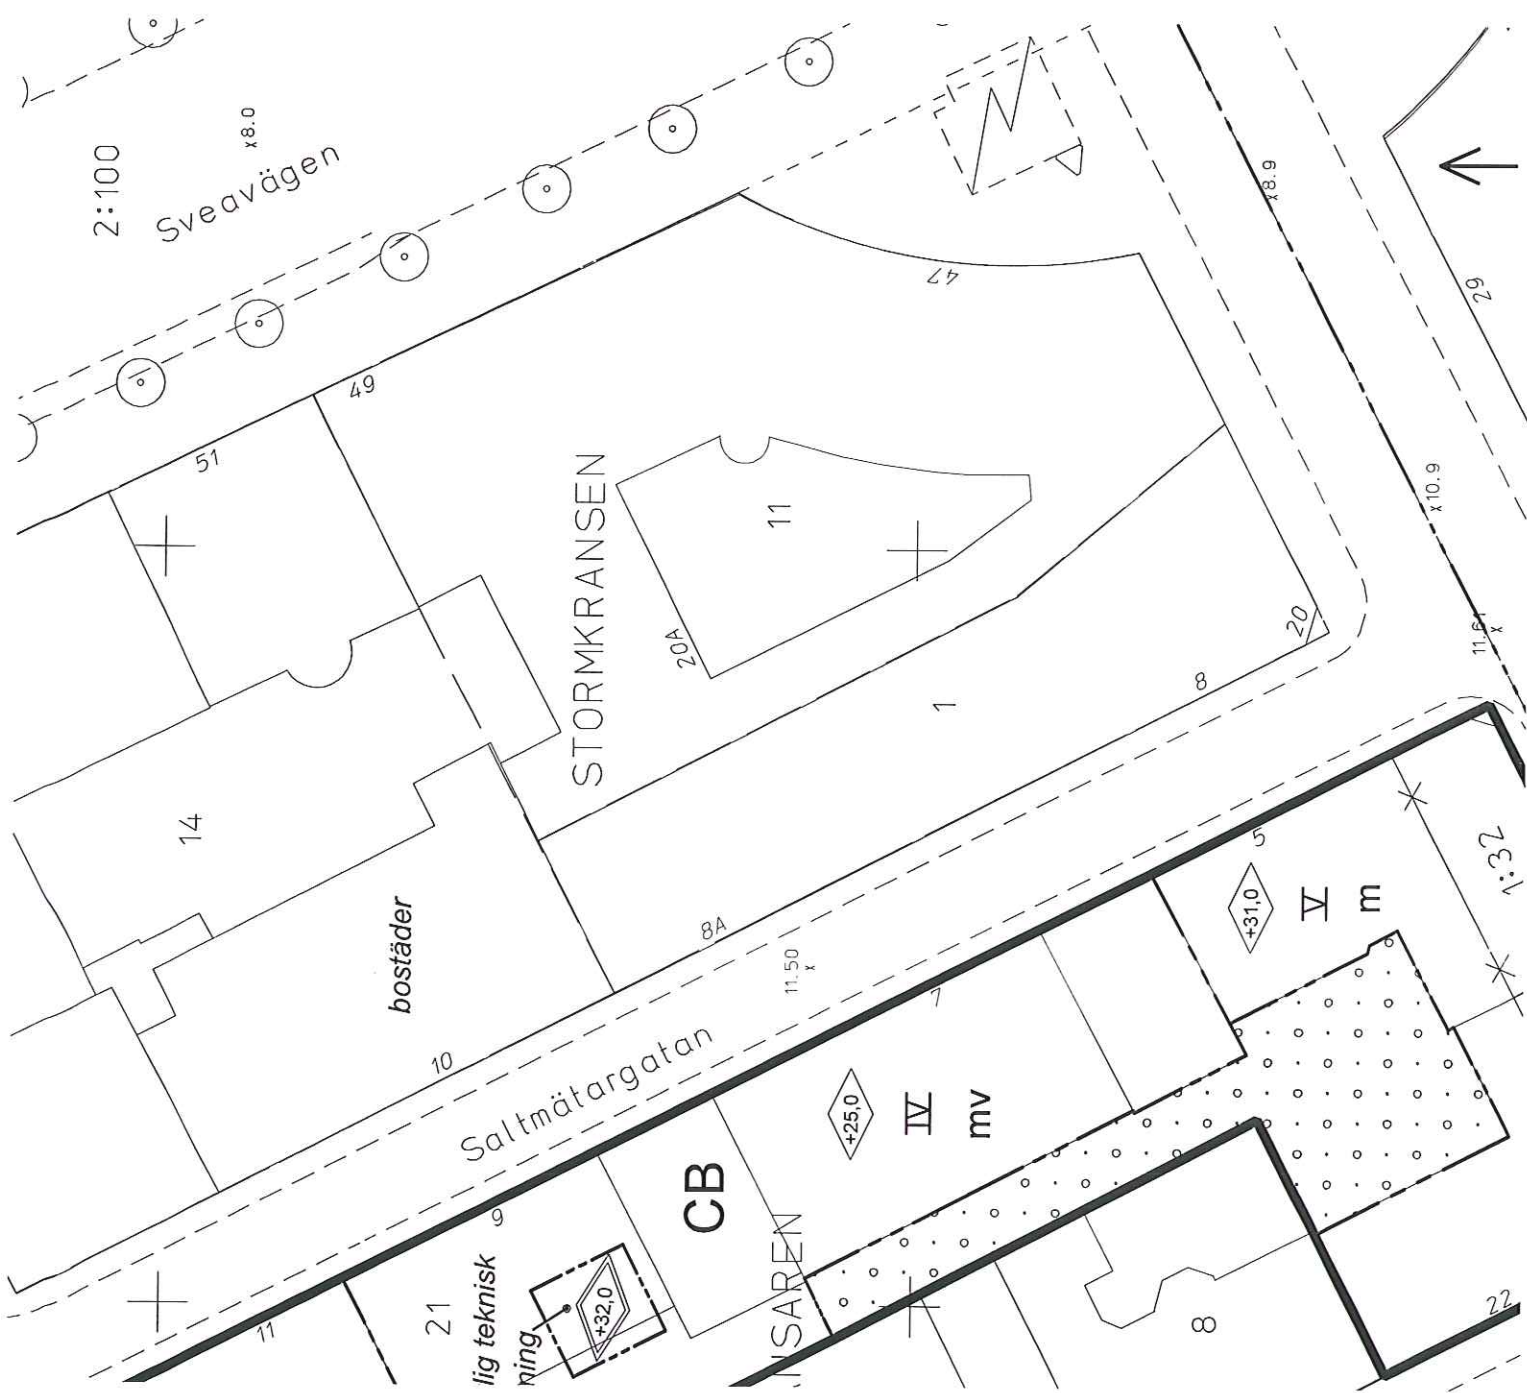 2:100
x8.0
Sveavägen
51
49
47
x8.9
29
x10.9
11.61
x
STORMKRANSEN
11
20A
20
1
8
14
bostäder
10
8A
11.50
x
Saltmätargatan
7
5
+31,0
V
m
1:32
+25,0
IV
mv
CB
9
11
21
lig teknisk
ning
+32,0
NSAREN
8
22